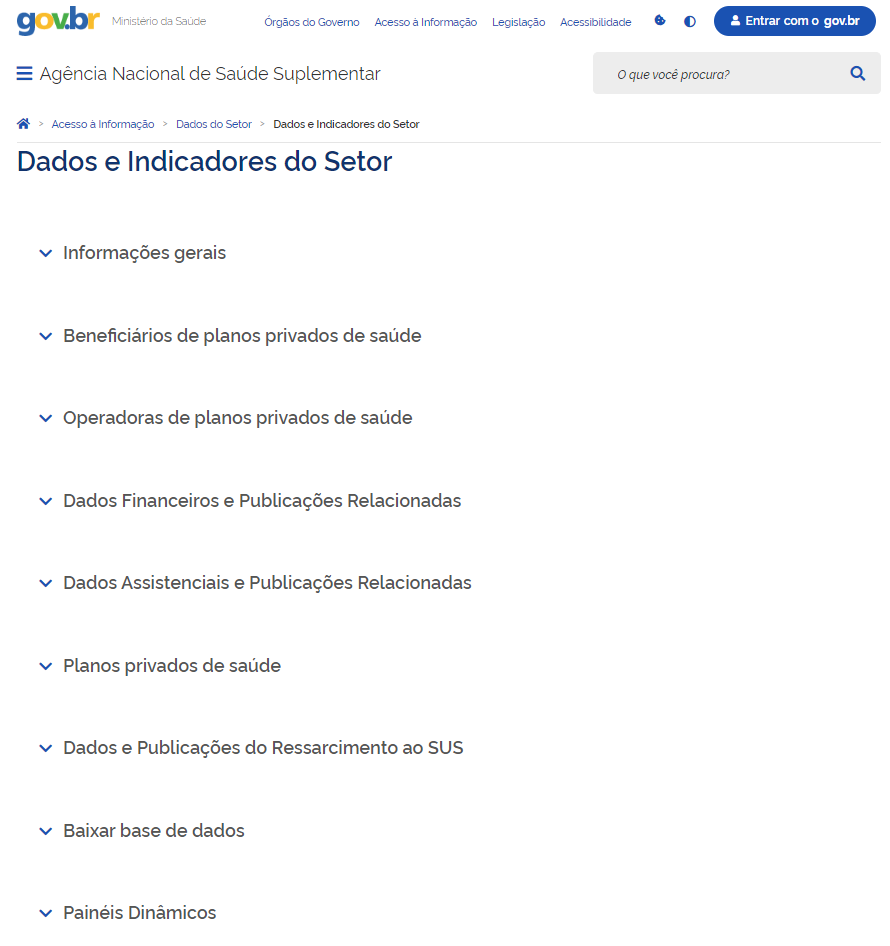 gov.br Ministério da Saúde Órgãos do Governo Acesso à Informação Legislação Acessibilidade Entrar com o gov.br
Agência Nacional de Saúde Suplementar O que você procura?
> Acesso à Informação > Dados do Setor > Dados e Indicadores do Setor
Dados e Indicadores do Setor
Informações gerais
Beneficiários de planos privados de saúde
Operadoras de planos privados de saúde
Dados Financeiros e Publicações Relacionadas
Dados Assistenciais e Publicações Relacionadas
Planos privados de saúde
Dados e Publicações do Ressarcimento ao SUS
Baixar base de dados
Painéis Dinâmicos